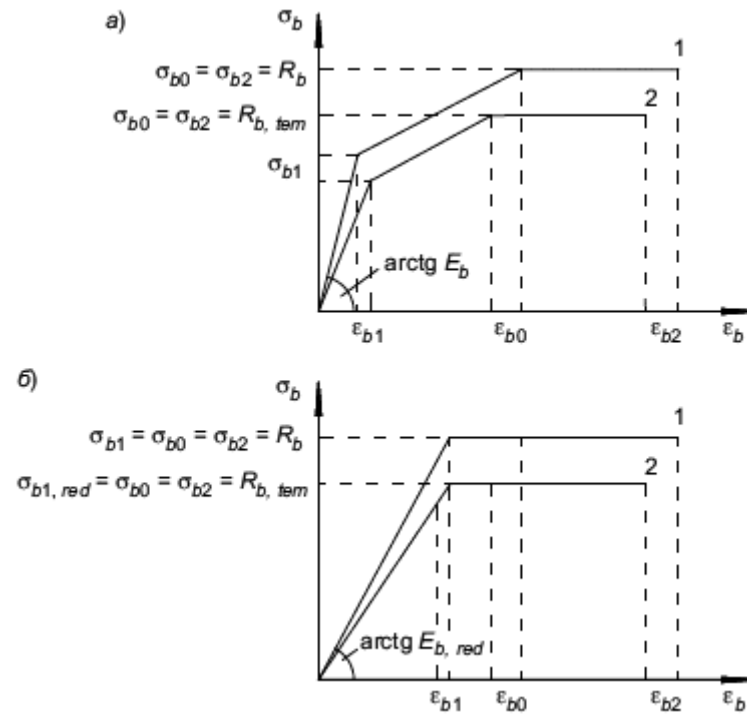 а)
σb
σb0 = σb2 = Rb
1
σb0 = σb2 = Rb, tem
2
σb1
arctg Eb
εb1 εb0 εb2 εb
б)
σb
σb1 = σb0 = σb2 = Rb
1
σb1, red = σb0 = σb2 = Rb, tem
2
arctg Eb, red
εb1 εb0 εb2 εb